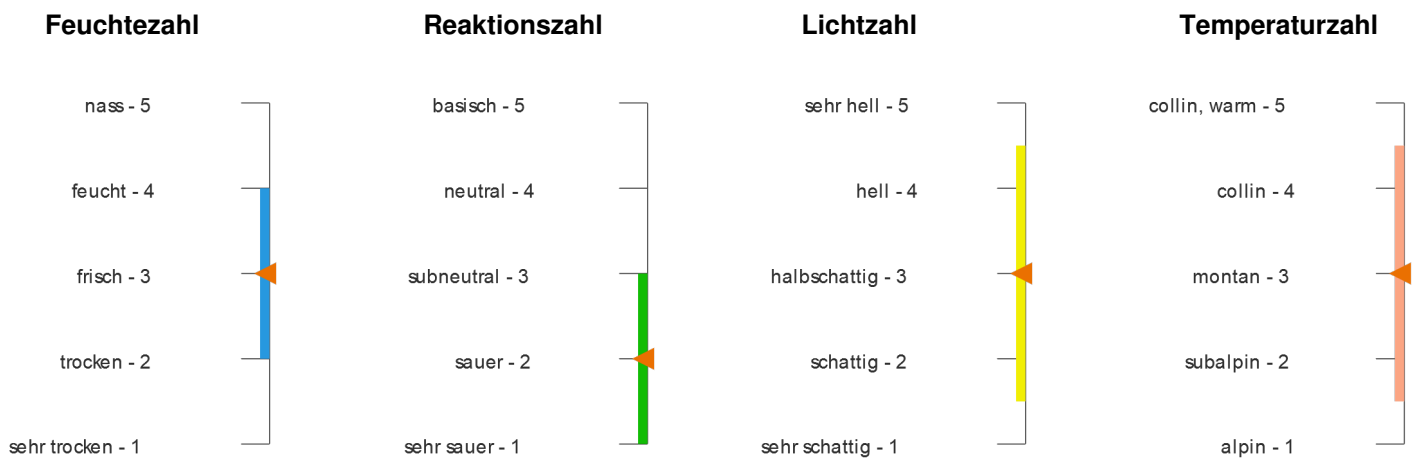 Feuchtezahl
nass - 5
feucht - 4
frisch - 3
trocken - 2
sehr trocken - 1
Reaktionszahl
basisch - 5
neutral - 4
subneutral - 3
sauer - 2
sehr sauer - 1
Lichtzahl
sehr hell - 5
hell - 4
halbschattig - 3
schattig - 2
sehr schattig - 1
Temperaturzahl
collin, warm - 5
collin - 4
montan - 3
subalpin - 2
alpin - 1